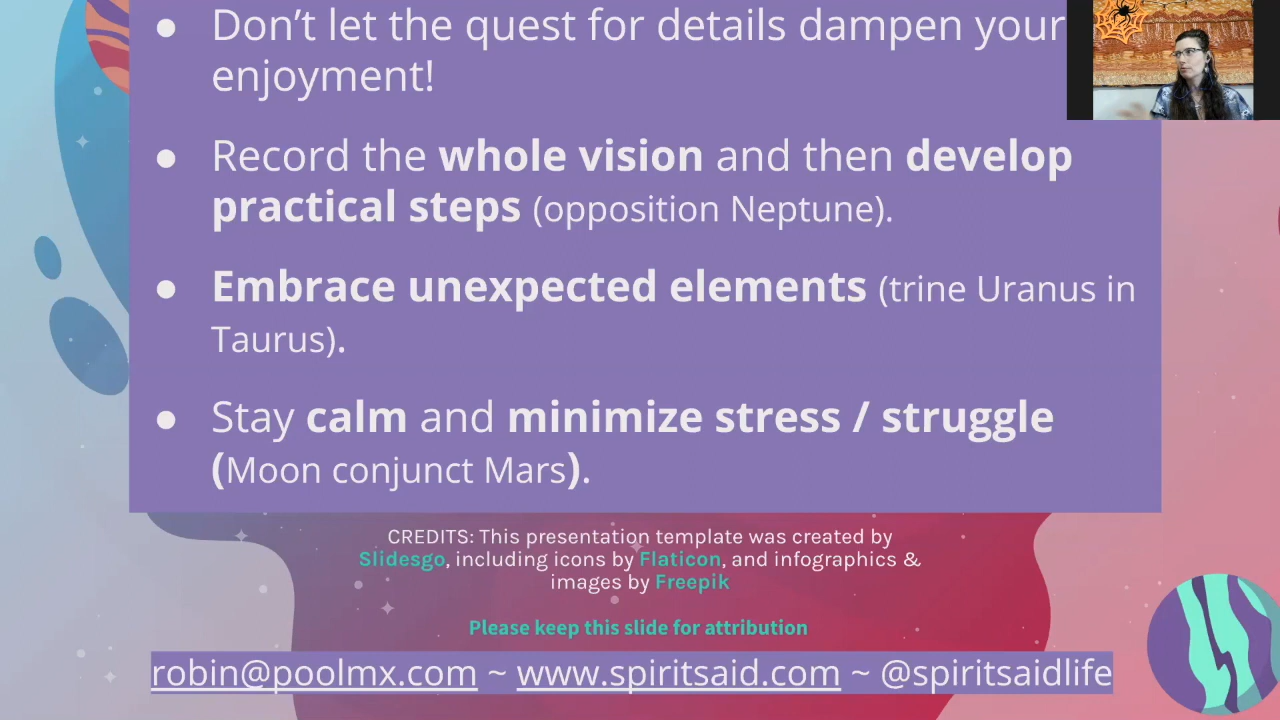 ● Don’t let the quest for details dampen your
enjoyment!
● Record the whole vision and then develop
practical steps (opposition Neptune).
● Embrace unexpected elements (trine Uranus in
Taurus).
● Stay calm and minimize stress / struggle
(Moon conjunct Mars).
CREDITS: This presentation template was created by
Slidesgo, including icons by Flaticon, and infographics &
images by Freepik
Please keep this slide for attribution
robin@poolmx.com ~ www.spiritsaid.com ~ @spiritsaidlife